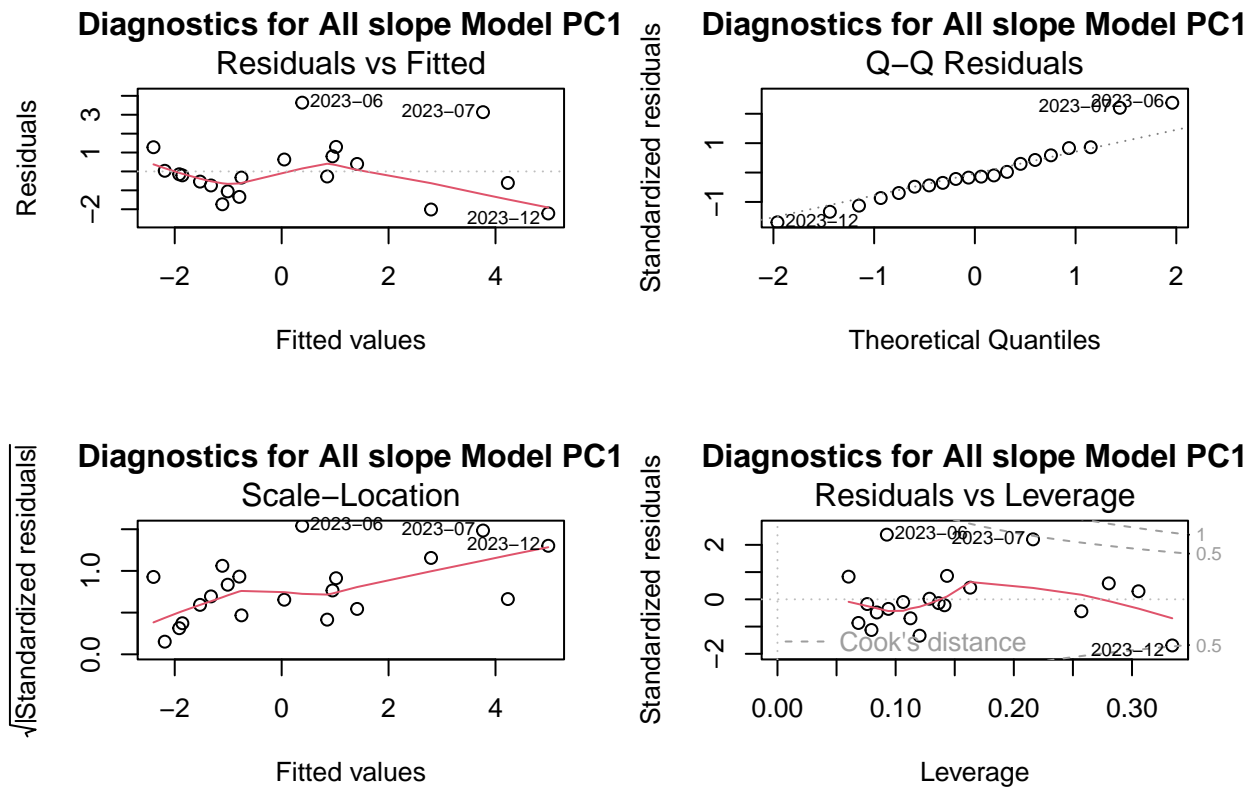 Diagnostics for All slope Model PC1
Residuals vs Fitted
Residuals
3
1
−2
2023−06
2023−07
2023−12
−2 0 2 4
Fitted values
Diagnostics for All slope Model PC1
Q−Q Residuals
Standardized residuals
1
−1
2023−07
2023−06
2023−12
−2 −1 0 1 2
Theoretical Quantiles
Diagnostics for All slope Model PC1
Scale−Location
√|Standardized residuals|
1.0
0.0
2023−06
2023−07
2023−12
−2 0 2 4
Fitted values
Diagnostics for All slope Model PC1
Residuals vs Leverage
Standardized residuals
2
0
−2
2023−06
2023−07
2023−12
1
0.5
0.5
Cook's distance
0.00 0.10 0.20 0.30
Leverage